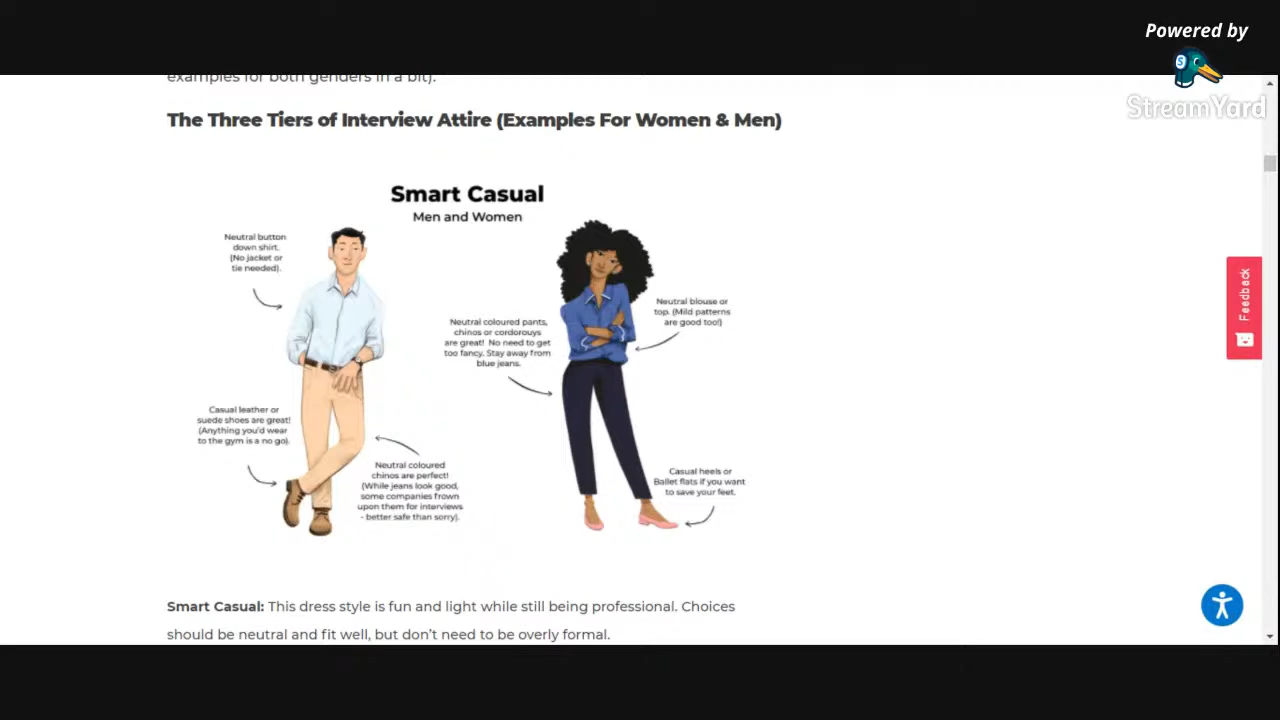 Powered by
StreamYard
examples for both genders in a bit).
The Three Tiers of Interview Attire (Examples For Women & Men)
Smart Casual
Men and Women
Neutral button
down shirt.
(No jacket or
tie needed).
Neutral blouse or
top. (Mild patterns
are good too!)
Neutral coloured pants,
chinos or cordorouys
are great! No need to get
too fancy. Stay away from
blue jeans.
Casual leather or
suede shoes are great!
(Anything you'd wear
to the gym is a no go).
Neutral coloured
chinos are perfect!
(While jeans look good,
some companies frown
upon them for interviews
- better safe than sorry).
Casual heels or
Ballet flats if you want
to save your feet.
Feedback
Smart Casual: This dress style is fun and light while still being professional. Choices
should be neutral and fit well, but don't need to be overly formal.